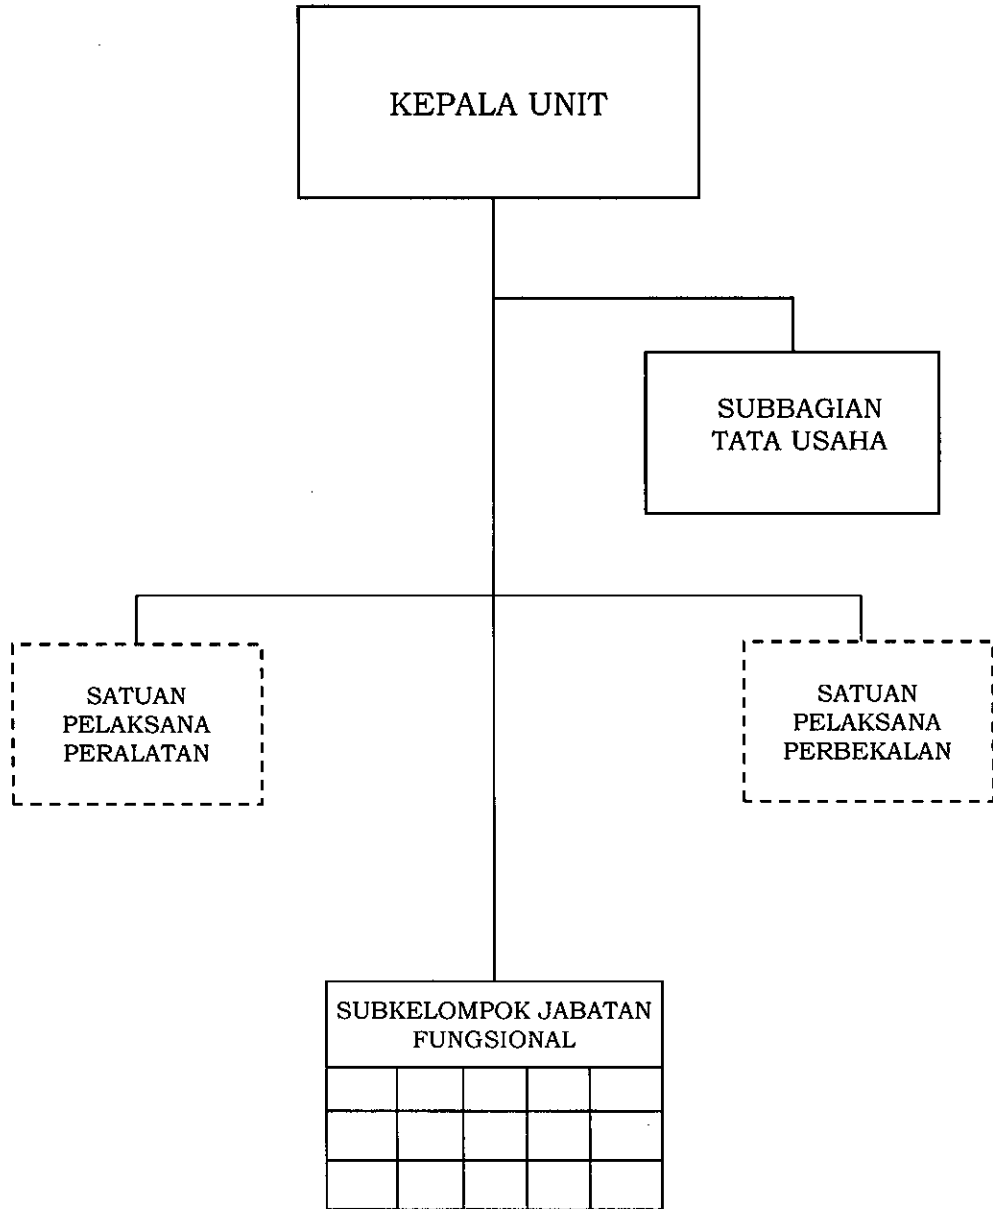 KEPALA UNIT
SUBBAGIAN
TATA USAHA
SATUAN
PELAKSANA
PERALATAN
SATUAN
PELAKSANA
PERBEKALAN
SUBKELOMPOK JABATAN
FUNGSIONAL